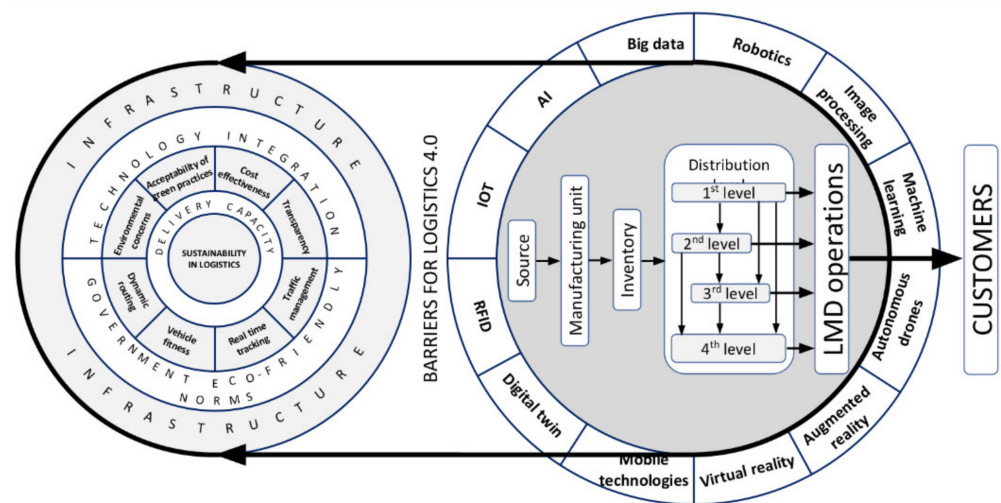 INFRASTRUCTURE
TECHNOLOGY INTEGRATION
Acceptability of
green practices
Cost
effectiveness
Transparency
Traffic
management
Real time
tracking
Vehicle
fitness
Dynamic
routing
Environmental
concerns
DELIVERY CAPACITY
SUSTAINABILITY
IN LOGISTICS
GOVERNMENT ECO-FRIENDLY
NORMS
INFRASTRUCTURE
BARRIERS FOR LOGISTICS 4.0
Big data
Robotics
Image
processing
Machine
learning
Autonomous
drones
Augmented
reality
Virtual reality
Mobile
technologies
Digital twin
RFID
IOT
AI
Source
Manufacturing unit
Inventory
Distribution
1st level
2nd level
3rd level
4th level
LMD operations
CUSTOMERS